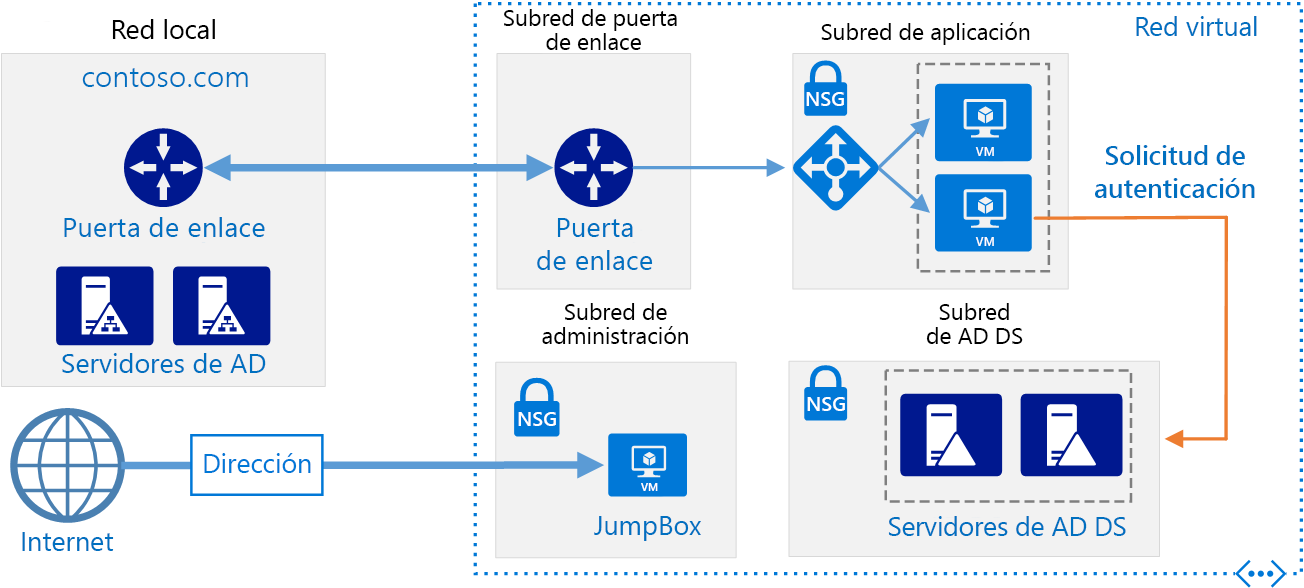 Red local
contoso.com
Puerta de enlace
Servidores de AD
Internet
Dirección
Red virtual
Subred de puerta
de enlace
Puerta
de enlace
Subred de aplicación
NSG
VM
VM
Solicitud de
autenticación
Subred de
administración
NSG
VM
JumpBox
Subred
de AD DS
NSG
Servidores de AD DS